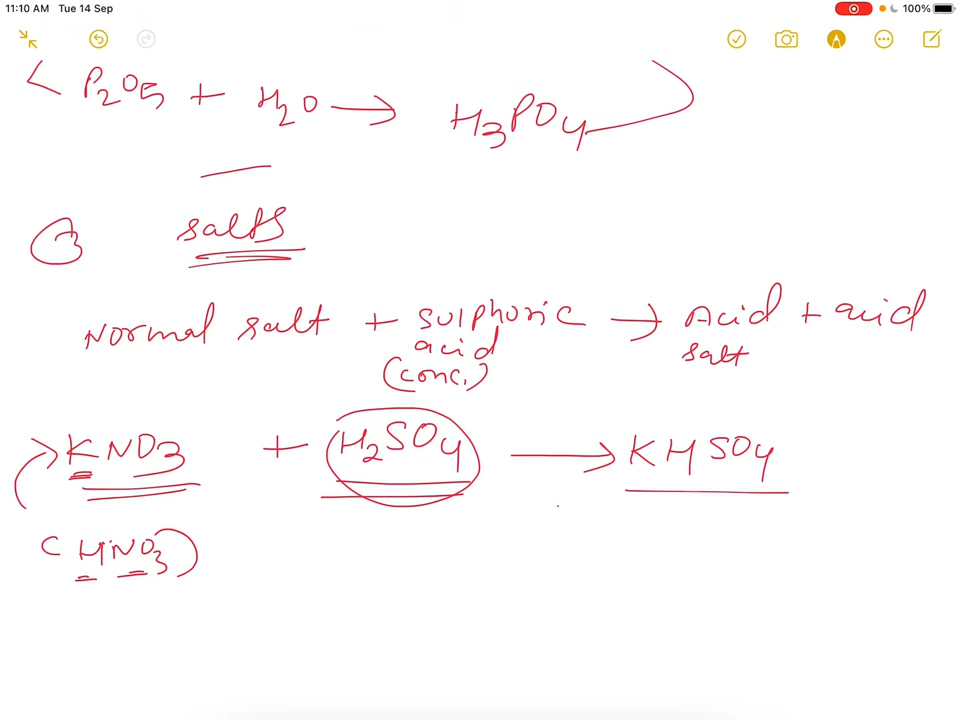 11:10 AM Tue 14 Sep 100%
P2O5 + H2O → H3PO4
3 salts
Normal salt + sulphuric → Acid + acid
acid salt
(conc.)
KNO3 + H2SO4 → KHSO4
(HNO3)